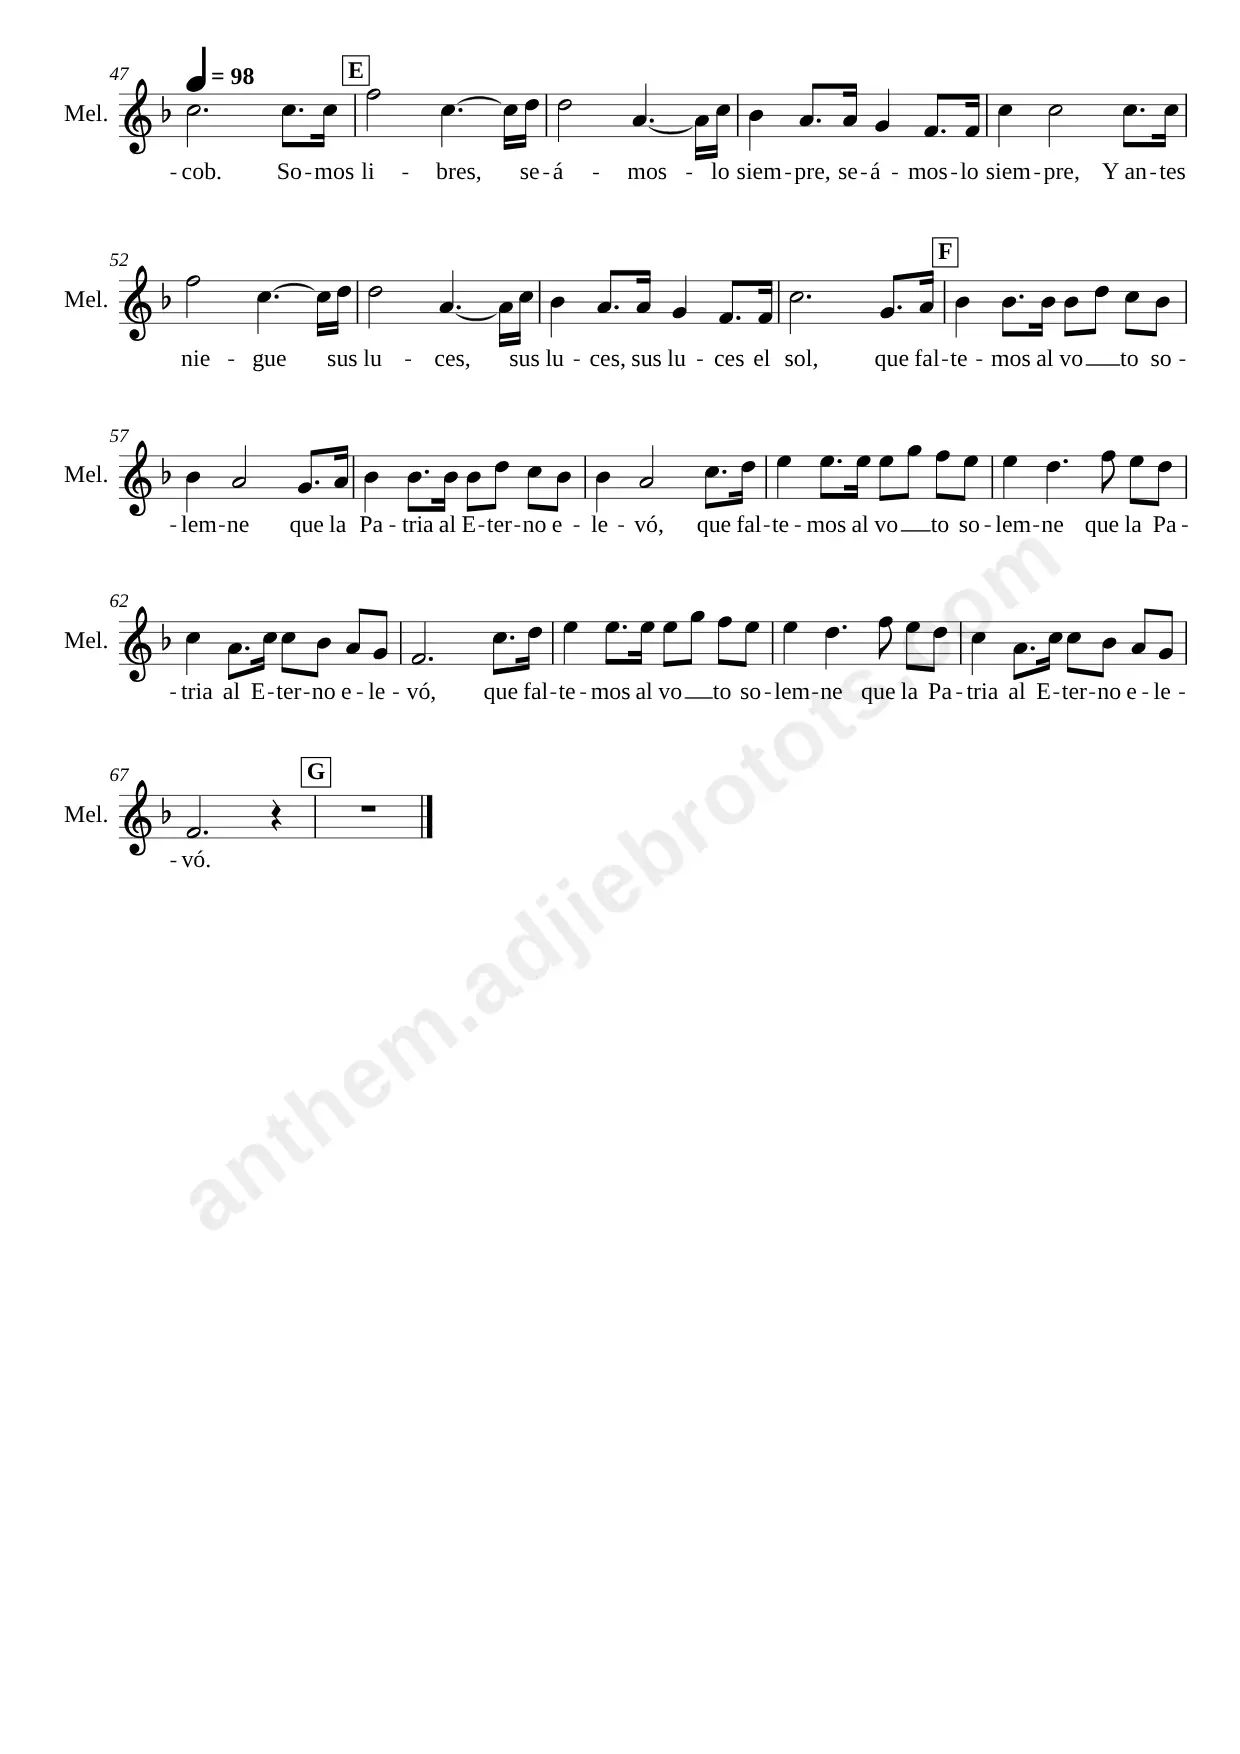 47 = 98 E
Mel.
- cob. So - mos li - bres, se - á - mos - lo siem - pre, se - á - mos - lo siem - pre, Y an - tes
52 F
Mel.
nie - gue sus lu - ces, sus lu - ces, sus lu - ces el sol, que fal - te - mos al vo __ to so -
57
Mel.
- lem - ne que la Pa - tria al E - ter - no e - le - vó, que fal - te - mos al vo __ to so - lem - ne que la Pa -
62
Mel.
- tria al E - ter - no e - le - vó, que fal - te - mos al vo __ to so - lem - ne que la Pa - tria al E - ter - no e - le -
67 G
Mel.
- vó.
anthem.adjiebrotots.com